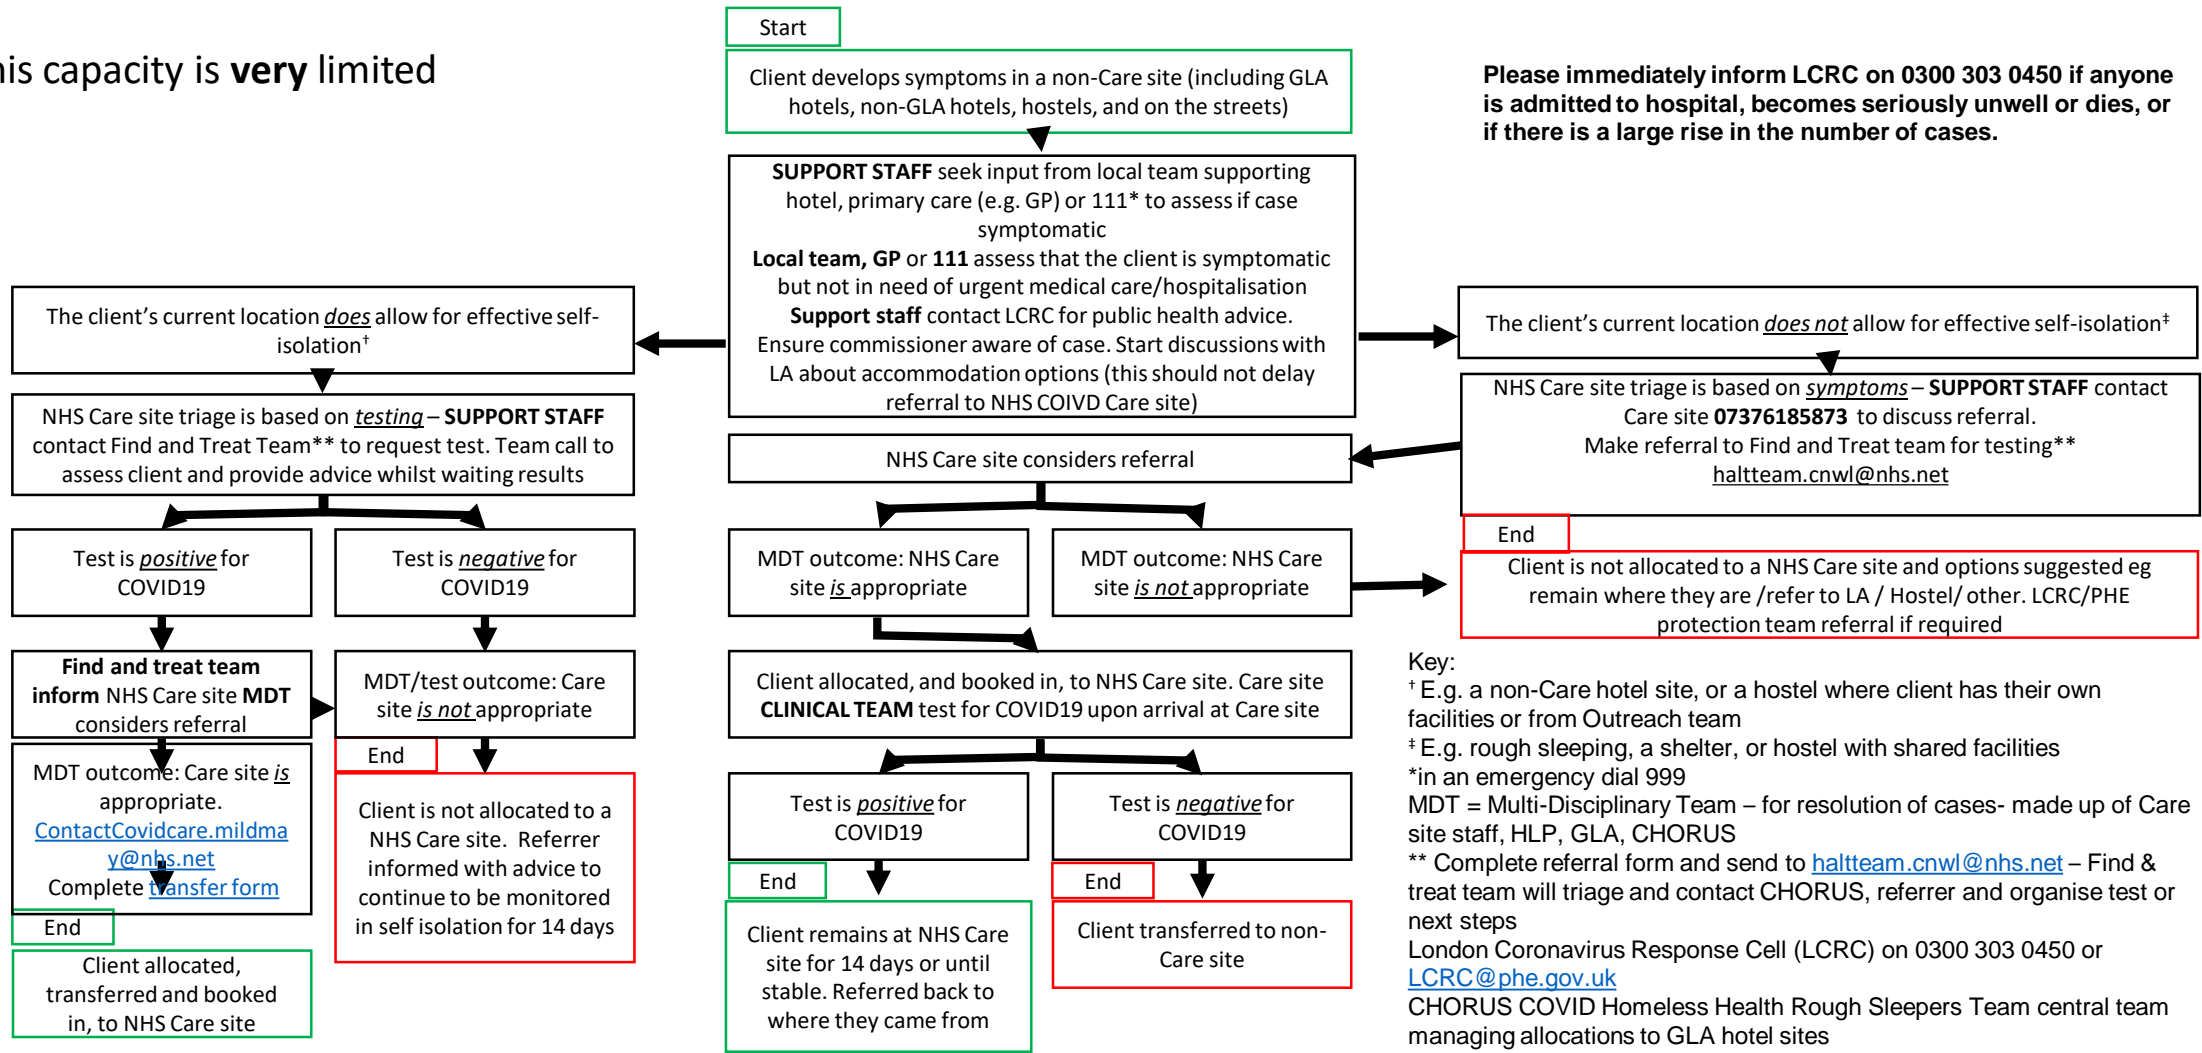 his capacity is very limited
Start
Client develops symptoms in a non-Care site (including GLA
hotels, non-GLA hotels, hostels, and on the streets)
Please immediately inform LCRC on 0300 303 0450 if anyone
is admitted to hospital, becomes seriously unwell or dies, or
if there is a large rise in the number of cases.
SUPPORT STAFF seek input from local team supporting
hotel, primary care (e.g. GP) or 111* to assess if case
symptomatic
Local team, GP or 111 assess that the client is symptomatic
but not in need of urgent medical care/hospitalisation
Support staff contact LCRC for public health advice.
Ensure commissioner aware of case. Start discussions with
LA about accommodation options (this should not delay
referral to NHS COIVD Care site)
The client’s current location does allow for effective self-
isolation†
NHS Care site triage is based on testing – SUPPORT STAFF
contact Find and Treat Team** to request test. Team call to
assess client and provide advice whilst waiting results
Test is positive for
COVID19
Test is negative for
COVID19
Find and treat team
inform NHS Care site MDT
considers referral
MDT/test outcome: Care
site is not appropriate
MDT outcome: Care site is
appropriate.
ContactCovidcare.mildma
y@nhs.net
Complete transfer form
End
Client allocated,
transferred and booked
in, to NHS Care site
End
Client is not allocated to a
NHS Care site. Referrer
informed with advice to
continue to be monitored
in self isolation for 14 days
The client’s current location does not allow for effective self-isolation‡
NHS Care site triage is based on symptoms – SUPPORT STAFF contact
Care site 07376185873 to discuss referral.
Make referral to Find and Treat team for testing**
haltteam.cnwl@nhs.net
NHS Care site considers referral
MDT outcome: NHS Care
site is appropriate
MDT outcome: NHS Care
site is not appropriate
End
Client is not allocated to a NHS Care site and options suggested eg
remain where they are /refer to LA / Hostel/ other. LCRC/PHE
protection team referral if required
Client allocated, and booked in, to NHS Care site. Care site
CLINICAL TEAM test for COVID19 upon arrival at Care site
Test is positive for
COVID19
Test is negative for
COVID19
End
Client remains at NHS Care
site for 14 days or until
stable. Referred back to
where they came from
End
Client transferred to non-
Care site
Key:
† E.g. a non-Care hotel site, or a hostel where client has their own
facilities or from Outreach team
‡ E.g. rough sleeping, a shelter, or hostel with shared facilities
*in an emergency dial 999
MDT = Multi-Disciplinary Team – for resolution of cases- made up of Care
site staff, HLP, GLA, CHORUS
** Complete referral form and send to haltteam.cnwl@nhs.net – Find &
treat team will triage and contact CHORUS, referrer and organise test or
next steps
London Coronavirus Response Cell (LCRC) on 0300 303 0450 or
LCRC@phe.gov.uk
CHORUS COVID Homeless Health Rough Sleepers Team central team
managing allocations to GLA hotel sites